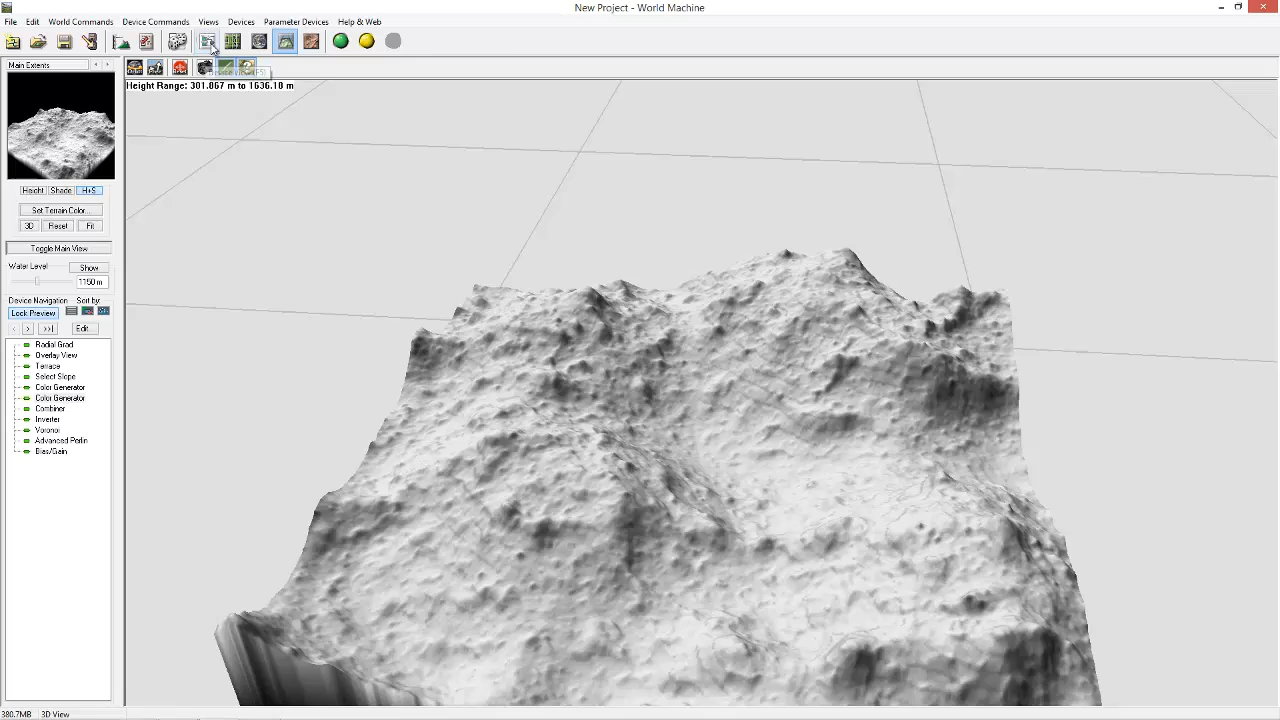 New Project - World Machine
File Edit World Commands Device Commands Views Devices Parameter Devices Help & Web
Main Extents
Height Range: 301.867 m to 1636.10 m
Height Shade H+S
Set Terrain Color...
3D Reset Fit
Toggle Main View
Water Level Show
1150 m
Device Navigation Sort by:
Lock Preview
< > >>| Edit...
Radial Grad
Overlay View
Terrace
Select Slope
Color Generator
Color Generator
Combiner
Inverter
Voronoi
Advanced Perlin
Bias/Gain
380.7MB 3D View